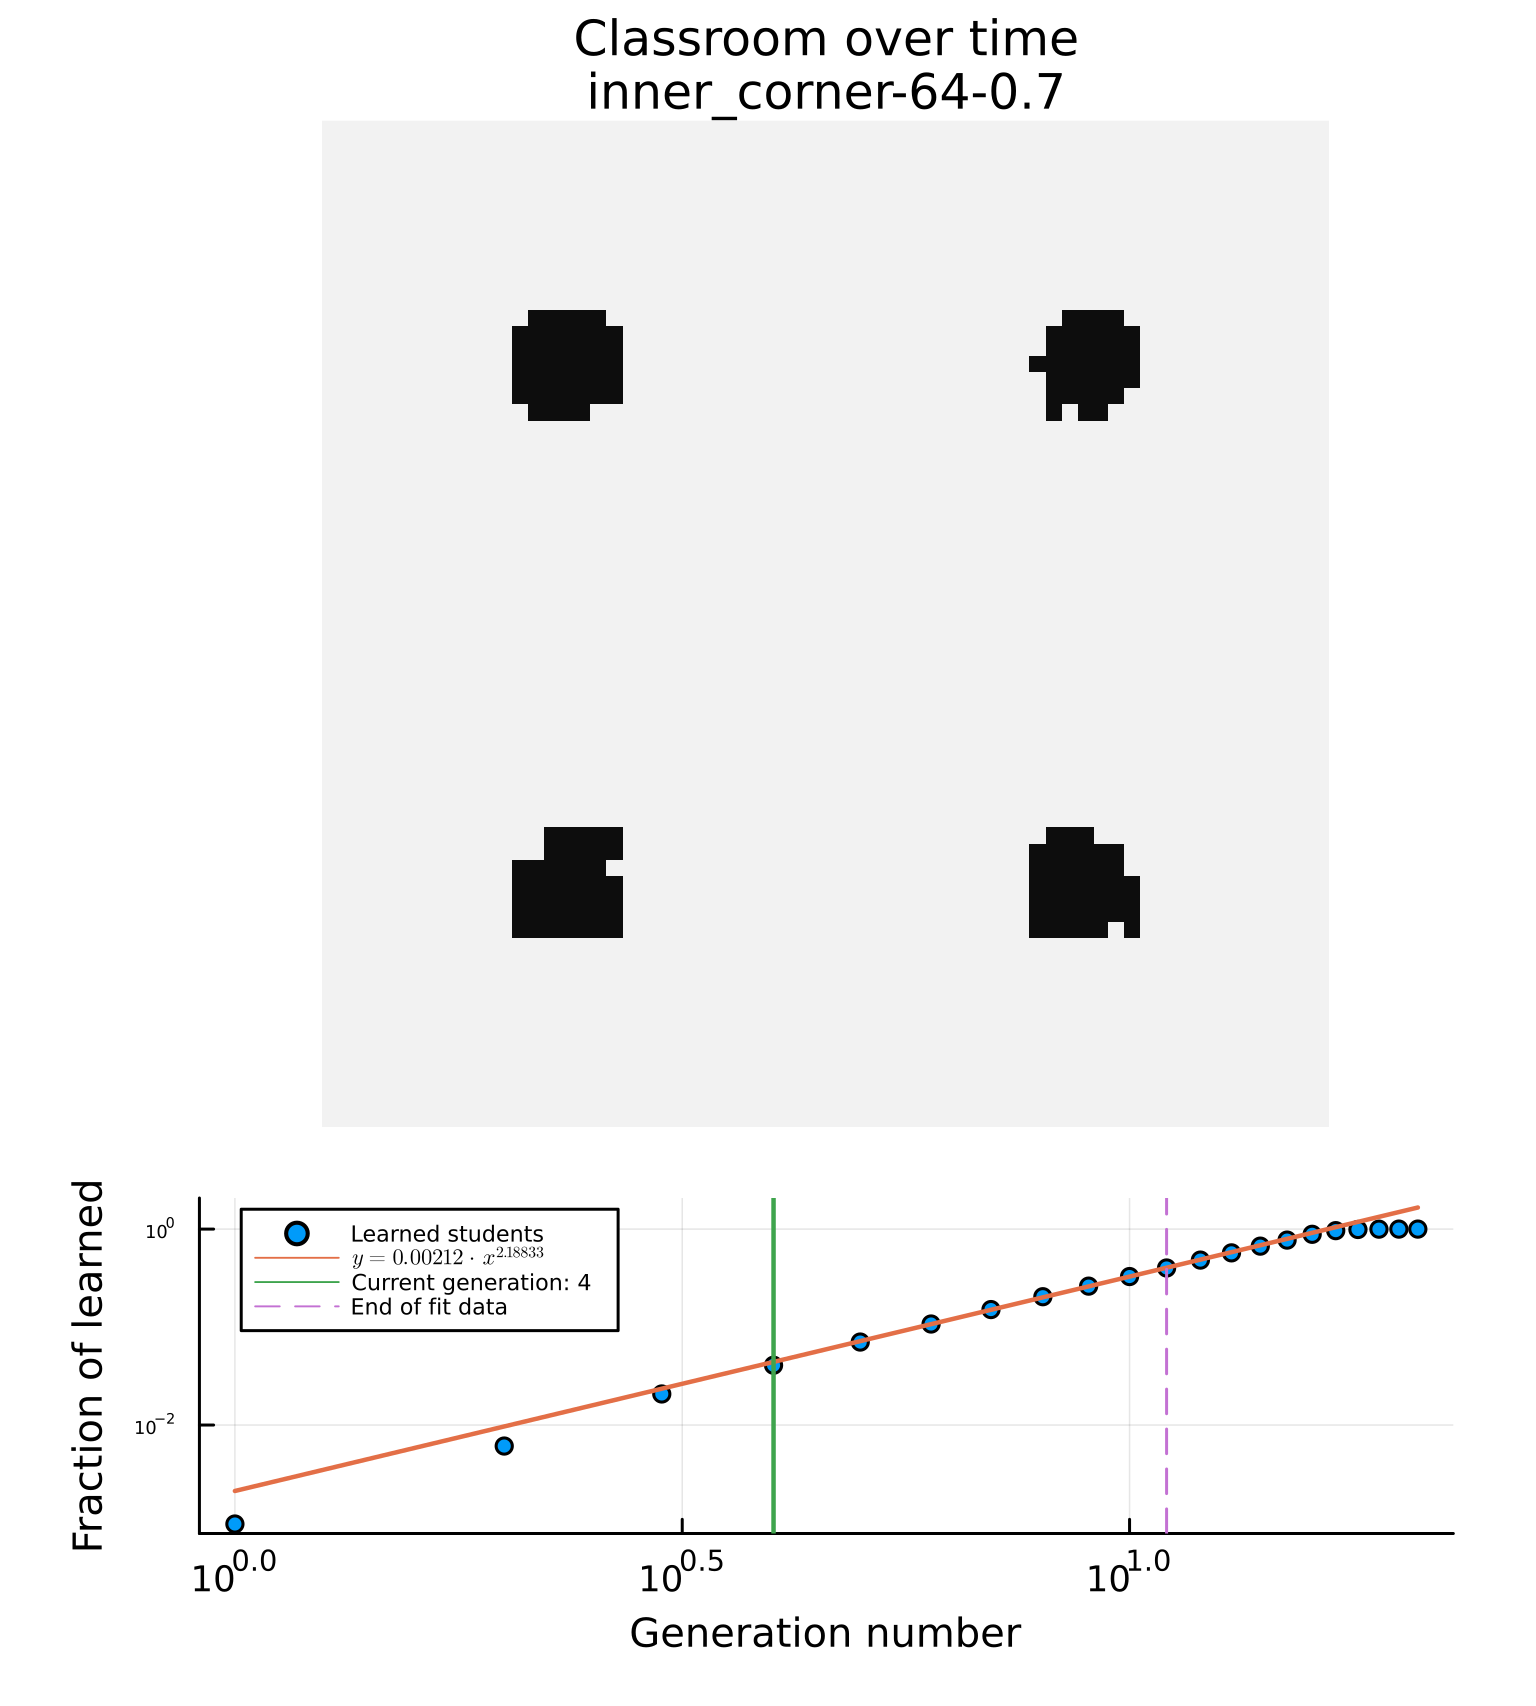 Classroom over time
inner_corner-64-0.7
Fraction of learned
10^0
10^−2
Learned students
y = 0.00212 · x^2.18833
Current generation: 4
End of fit data
10^0.0
10^0.5
10^1.0
Generation number